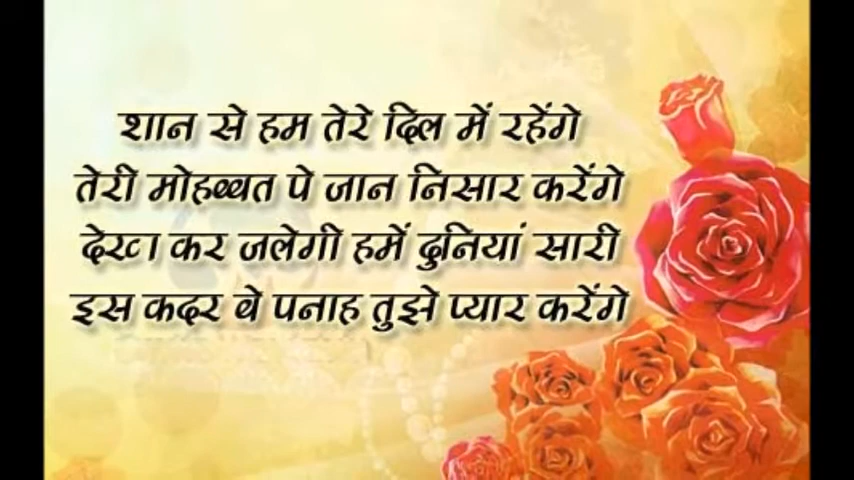 शान से हम तेरे दिल में रहेंगे
तेरी मोहब्बत पे जान निसार करेंगे
देख कर जलेगी हमें दुनियां सारी
इस कदर वे पनाह तुझे प्यार करेंगे